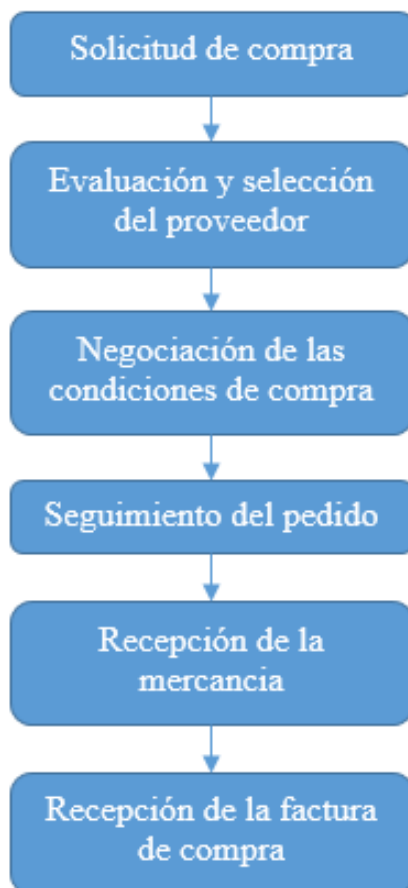 Solicitud de compra
Evaluación y selección
del proveedor
Negociación de las
condiciones de compra
Seguimiento del pedido
Recepción de la
mercancia
Recepción de la factura
de compra